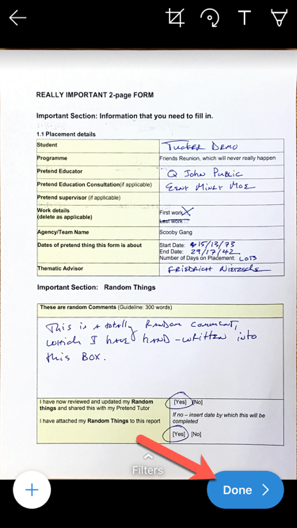 T
REALLY IMPORTANT 2-page FORM
Important Section: Information that you need to fill in.
1.1 Placement details
Student Tucker Demo
Programme Friends Reunion, which will never really happen
Pretend Educator Q John Public
Pretend Education Consultation(if applicable)
Pretend supervisor (if applicable)
Work details First work
(delete as applicable) Last work
Agency/Team Name Scooby Gang
Dates of pretend thing this form is about Start Date: 15/13/73
End Date: 29/17/42
Number of Days on Placement: LOTS
Thematic Advisor FRIEDRICH NIETZSCHE
Important Section: Random Things
These are random Comments (Guideline: 300 words)
This is a totally Random comment,
which I have HAND-written into
this Box.
I have now reviewed and updated my Random [Yes] [No]
things and shared this with my Pretend Tutor If no – insert date by which this will be
completed
I have attached my Random Things to this report [Yes] [No]
Filters
+ Done